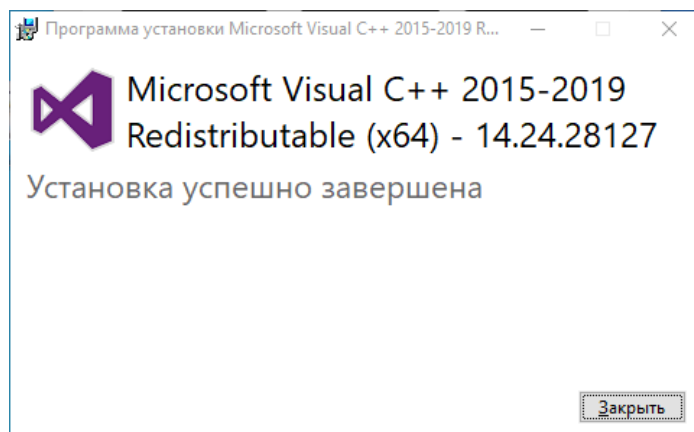 Программа установки Microsoft Visual C++ 2015-2019 R...
Microsoft Visual C++ 2015-2019
Redistributable (x64) - 14.24.28127
Установка успешно завершена
Закрыть